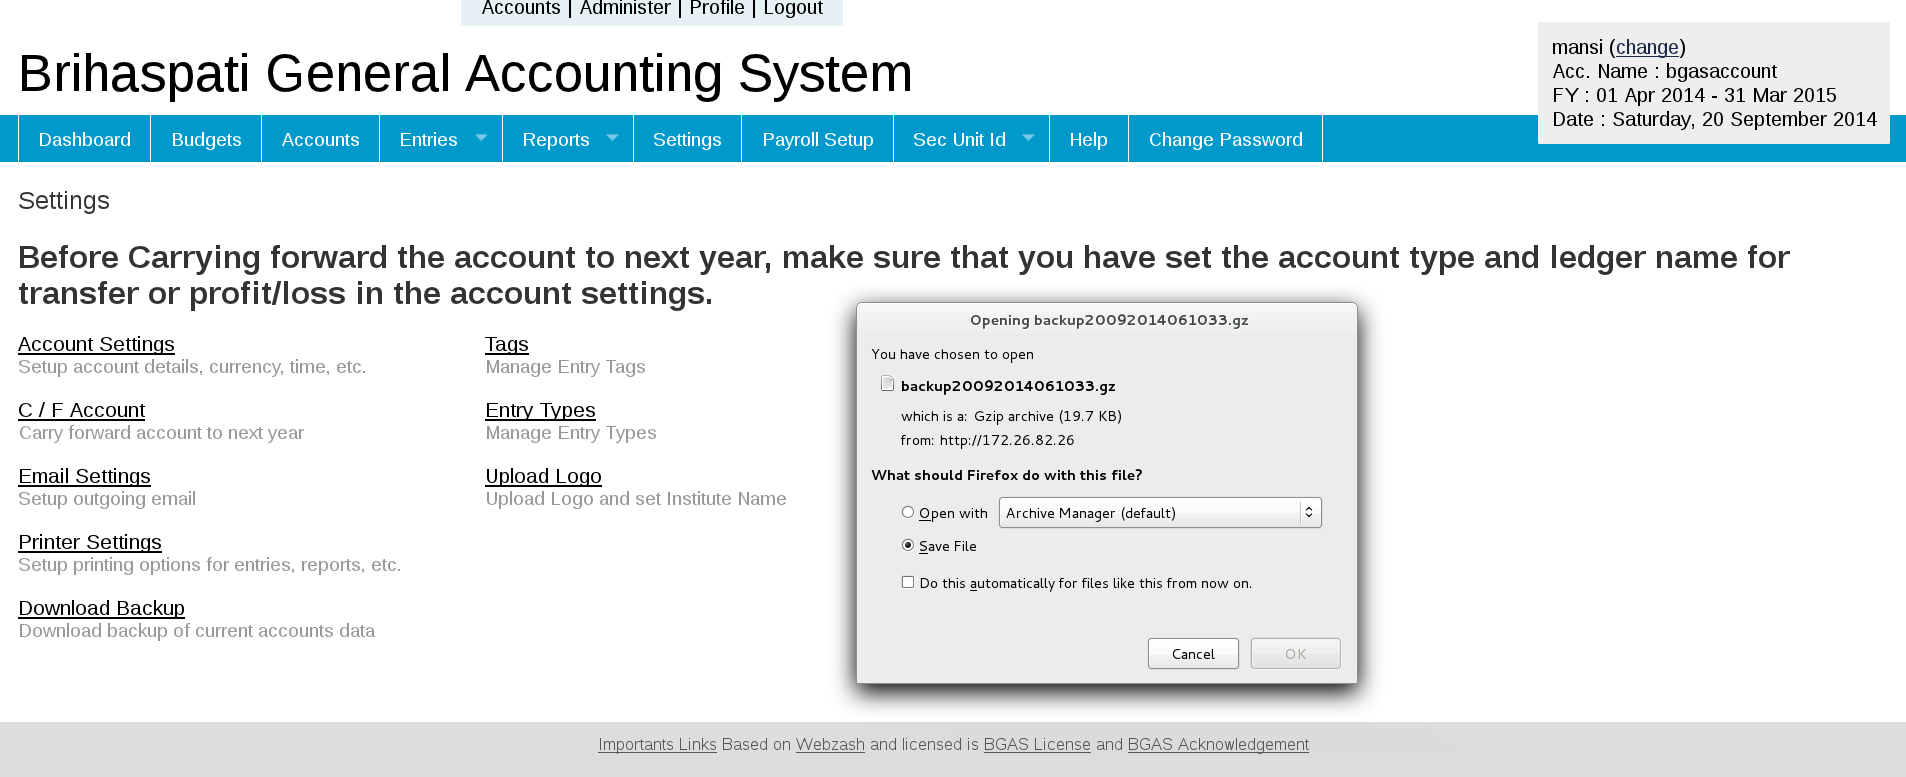 Accounts | Administer | Profile | Logout
Brihaspati General Accounting System
mansi (change)
Acc. Name : bgasaccount
FY : 01 Apr 2014 - 31 Mar 2015
Date : Saturday, 20 September 2014
Dashboard Budgets Accounts Entries Reports Settings Payroll Setup Sec Unit Id Help Change Password
Settings
Before Carrying forward the account to next year, make sure that you have set the account type and ledger name for
transfer or profit/loss in the account settings.
Account Settings
Setup account details, currency, time, etc.
C / F Account
Carry forward account to next year
Email Settings
Setup outgoing email
Printer Settings
Setup printing options for entries, reports, etc.
Download Backup
Download backup of current accounts data
Tags
Manage Entry Tags
Entry Types
Manage Entry Types
Upload Logo
Upload Logo and set Institute Name
Opening backup20092014061033.gz
You have chosen to open
backup20092014061033.gz
which is a: Gzip archive (19.7 KB)
from: http://172.26.82.26
What should Firefox do with this file?
Open with Archive Manager (default)
Save File
Do this automatically for files like this from now on.
Cancel OK
Importants Links Based on Webzash and licensed is BGAS License and BGAS Acknowledgement